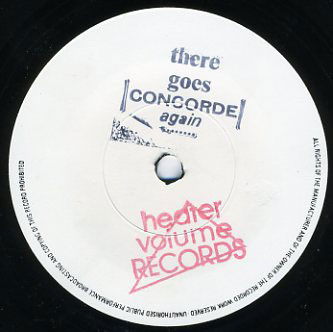 there
goes
CONCORDE
again
heater
volume
RECORDS
ALL RIGHTS OF THE MANUFACTURER AND OF THE OWNER OF THE RECORDED WORK RESERVED UNAUTHORISED PUBLIC PERFORMANCE BROADCASTING AND COPYING OF THIS RECORD PROHIBITED